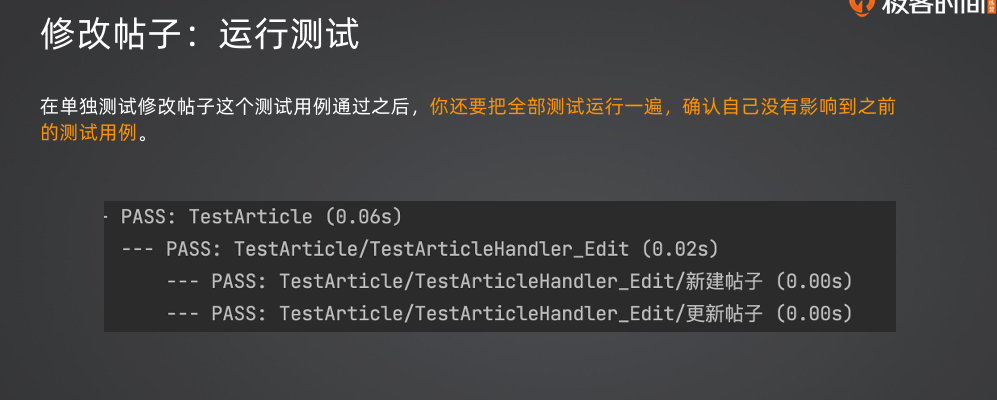 极客时间
修改帖子：运行测试
在单独测试修改帖子这个测试用例通过之后，你还要把全部测试运行一遍，确认自己没有影响到之前
的测试用例。
- PASS: TestArticle (0.06s)
--- PASS: TestArticle/TestArticleHandler_Edit (0.02s)
--- PASS: TestArticle/TestArticleHandler_Edit/新建帖子 (0.00s)
--- PASS: TestArticle/TestArticleHandler_Edit/更新帖子 (0.00s)